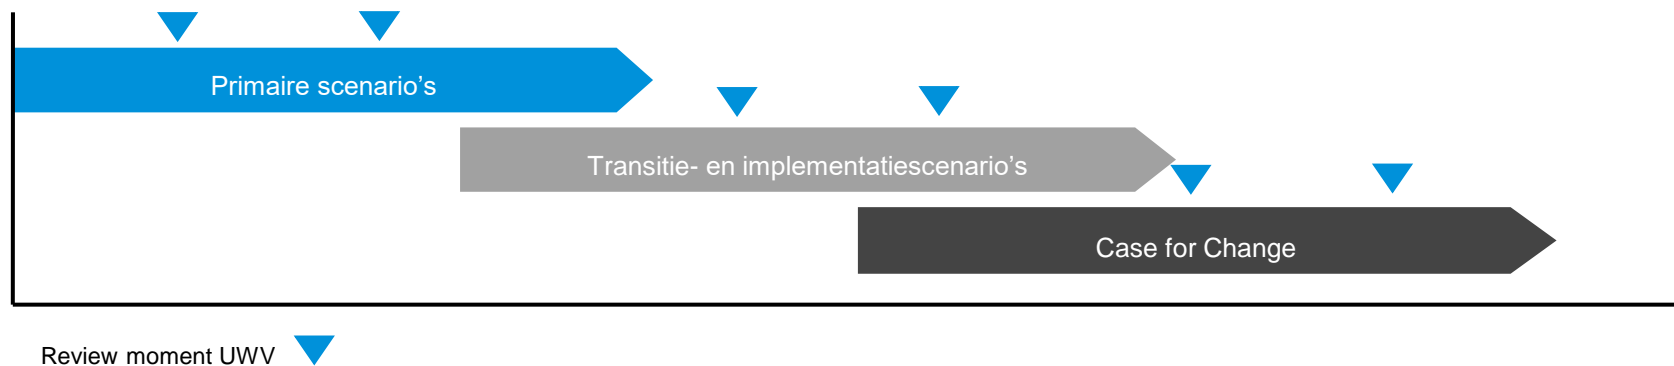 Primaire scenario’s
Transitie- en implementatiescenario’s
Case for Change
Review moment UWV